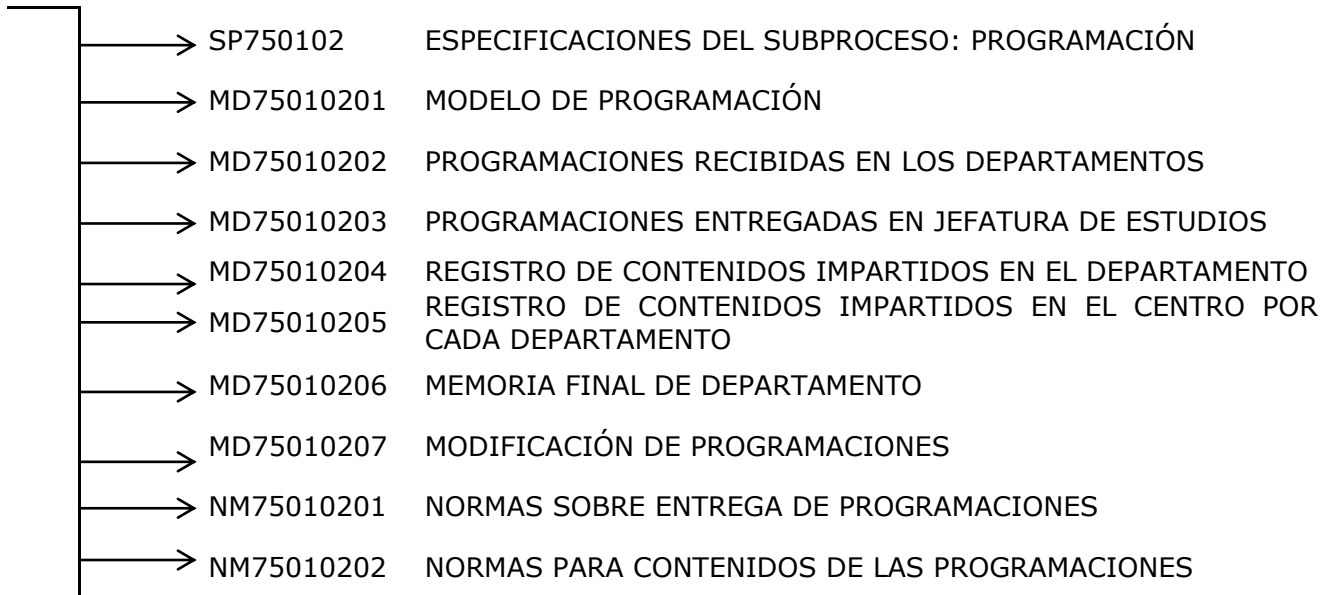 SP750102 ESPECIFICACIONES DEL SUBPROCESO: PROGRAMACIÓN
MD75010201 MODELO DE PROGRAMACIÓN
MD75010202 PROGRAMACIONES RECIBIDAS EN LOS DEPARTAMENTOS
MD75010203 PROGRAMACIONES ENTREGADAS EN JEFATURA DE ESTUDIOS
MD75010204 REGISTRO DE CONTENIDOS IMPARTIDOS EN EL DEPARTAMENTO
MD75010205 REGISTRO DE CONTENIDOS IMPARTIDOS EN EL CENTRO POR
CADA DEPARTAMENTO
MD75010206 MEMORIA FINAL DE DEPARTAMENTO
MD75010207 MODIFICACIÓN DE PROGRAMACIONES
NM75010201 NORMAS SOBRE ENTREGA DE PROGRAMACIONES
NM75010202 NORMAS PARA CONTENIDOS DE LAS PROGRAMACIONES